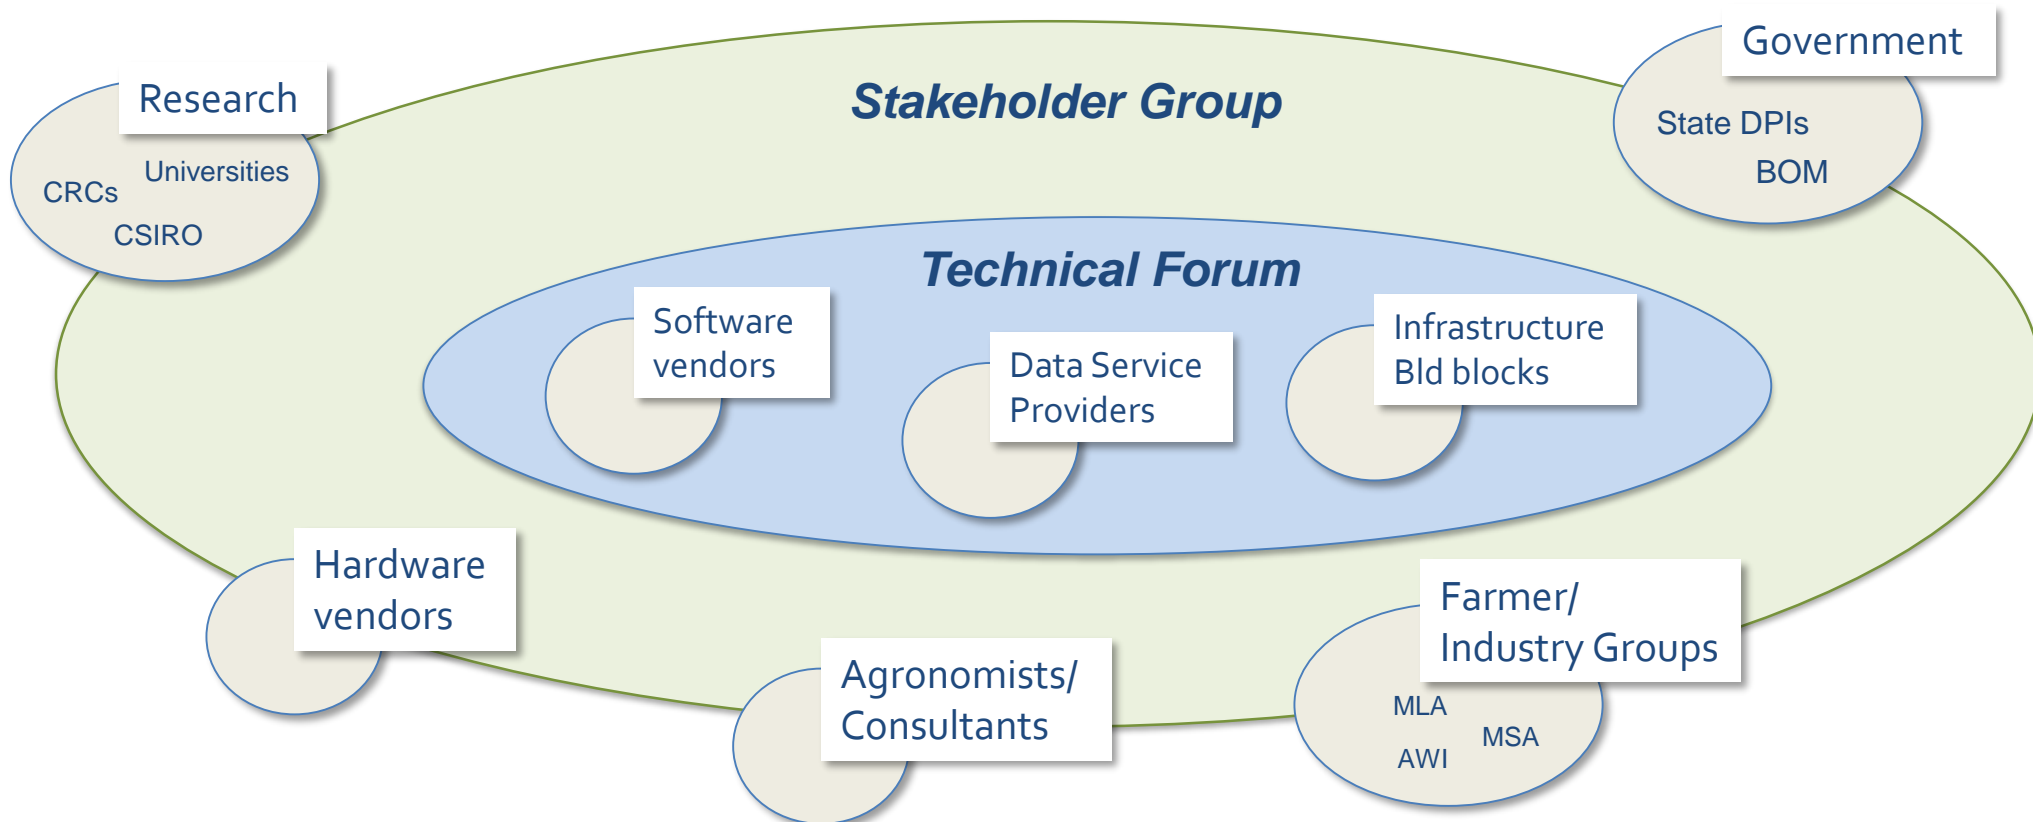 Government
Research
Stakeholder Group
State DPIs
Universities
BOM
CRCs
CSIRO
Technical Forum
Software
vendors
Data Service
Providers
Infrastructure
Bld blocks
Hardware
vendors
Agronomists/
Consultants
Farmer/
Industry Groups
MLA
MSA
AWI